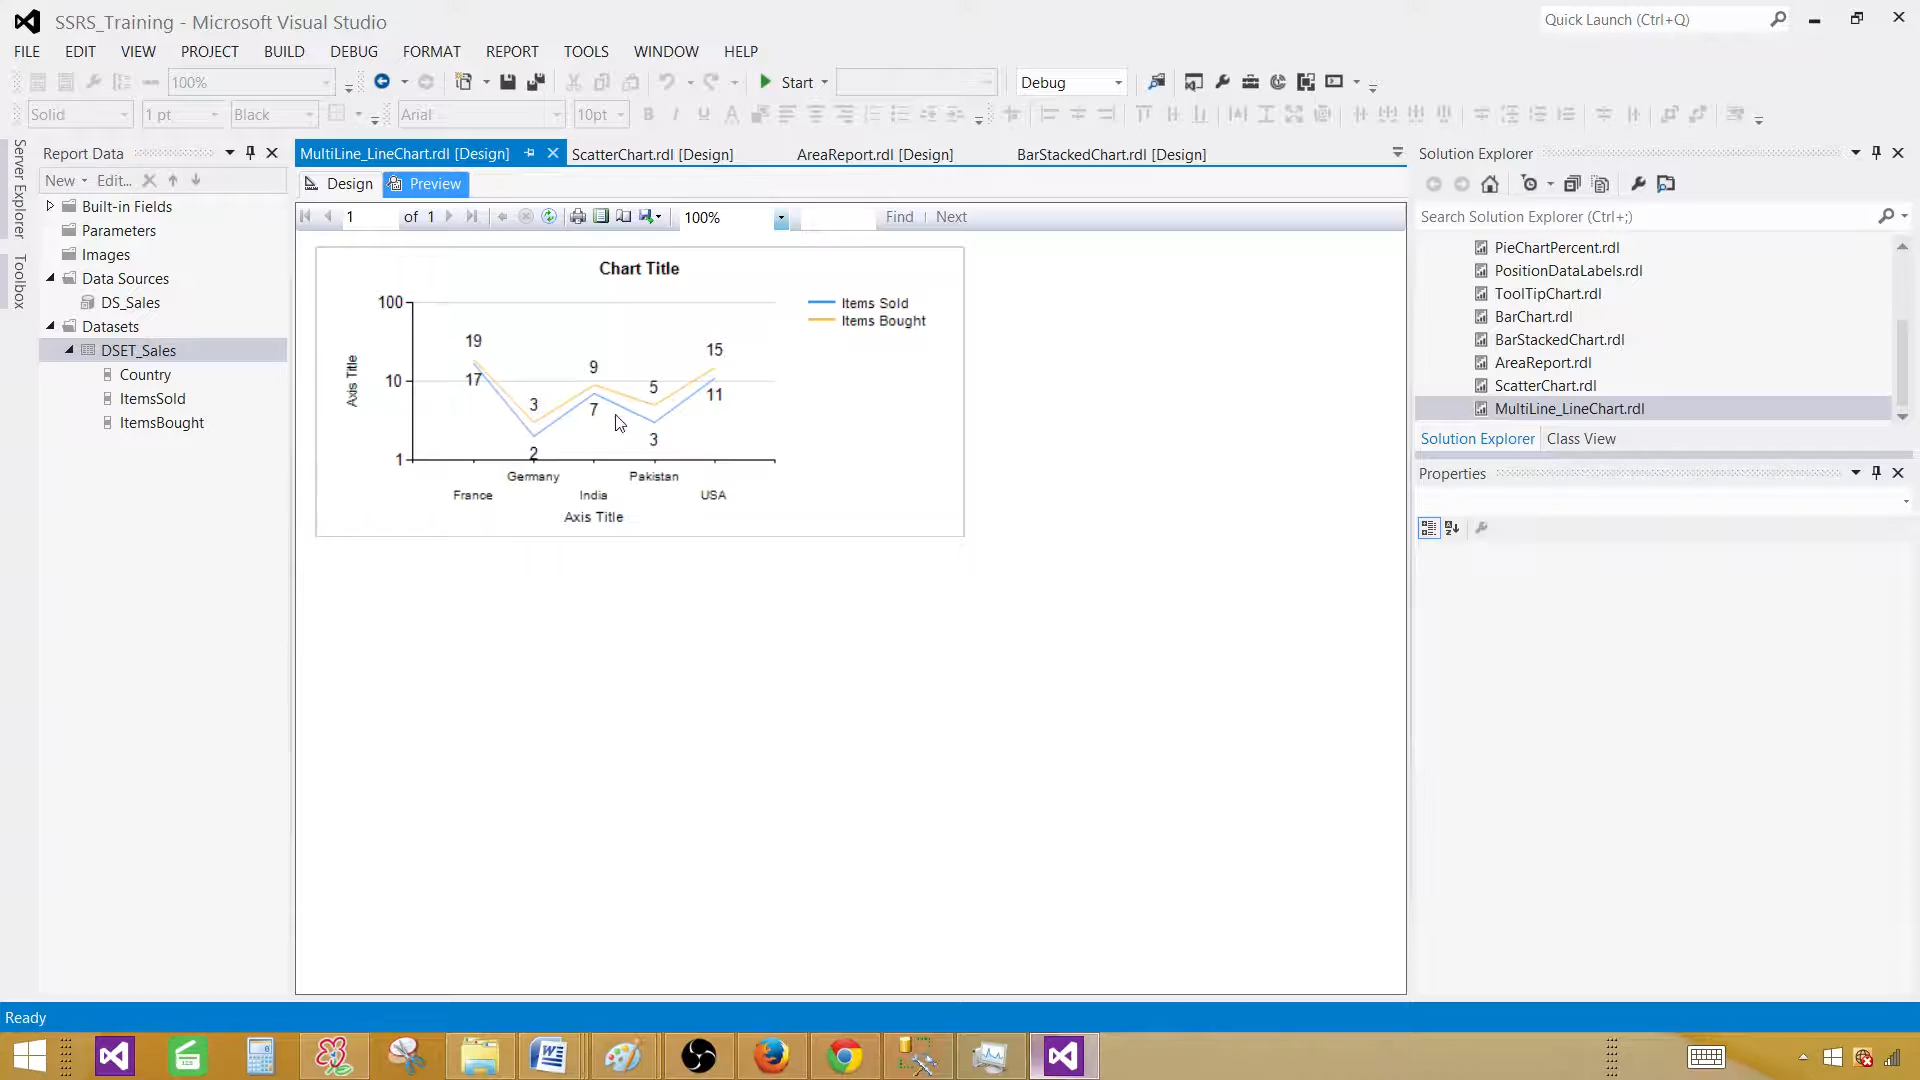 SSRS_Training - Microsoft Visual Studio
Quick Launch (Ctrl+Q)
FILE EDIT VIEW PROJECT BUILD DEBUG FORMAT REPORT TOOLS WINDOW HELP
100% Start Debug
Solid 1 pt Black Arial 10pt
Server Explorer
Toolbox
Report Data
New Edit...
Built-in Fields
Parameters
Images
Data Sources
DS_Sales
Datasets
DSET_Sales
Country
ItemsSold
ItemsBought
MultiLine_LineChart.rdl [Design] ScatterChart.rdl [Design] AreaReport.rdl [Design] BarStackedChart.rdl [Design]
Design Preview
1 of 1 100% Find | Next
Chart Title
Items Sold
Items Bought
Axis Title
100
10
1
19
17
3
2
9
7
5
3
15
11
Germany Pakistan
France India USA
Axis Title
Solution Explorer
Search Solution Explorer (Ctrl+;)
PieChartPercent.rdl
PositionDataLabels.rdl
ToolTipChart.rdl
BarChart.rdl
BarStackedChart.rdl
AreaReport.rdl
ScatterChart.rdl
MultiLine_LineChart.rdl
Solution Explorer Class View
Properties
Ready